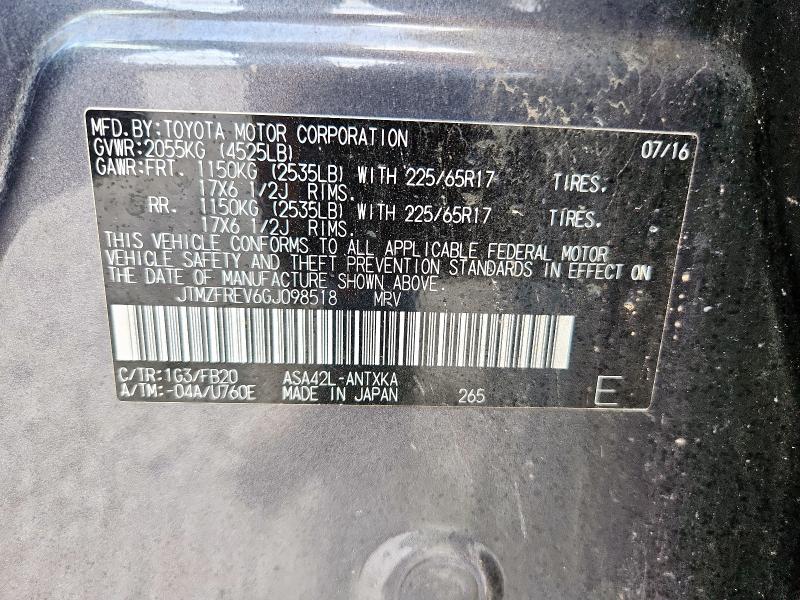 MFD.BY:TOYOTA MOTOR CORPORATION 07/16
GVWR:2055KG (4525LB)
GAWR:FRT. 1150KG (2535LB) WITH 225/65R17 TIRES.
17X6 1/2J RIMS.
RR. 1150KG (2535LB) WITH 225/65R17 TIRES.
17X6 1/2J RIMS.
THIS VEHICLE CONFORMS TO ALL APPLICABLE FEDERAL MOTOR
VEHICLE SAFETY AND THEFT PREVENTION STANDARDS IN EFFECT ON
THE DATE OF MANUFACTURE SHOWN ABOVE.
JTMZFREV6GJ098518 MPV
C/TR:1G3/FB20 ASA42L-ANTXKA
A/TM:-04A/U760E MADE IN JAPAN 265 E